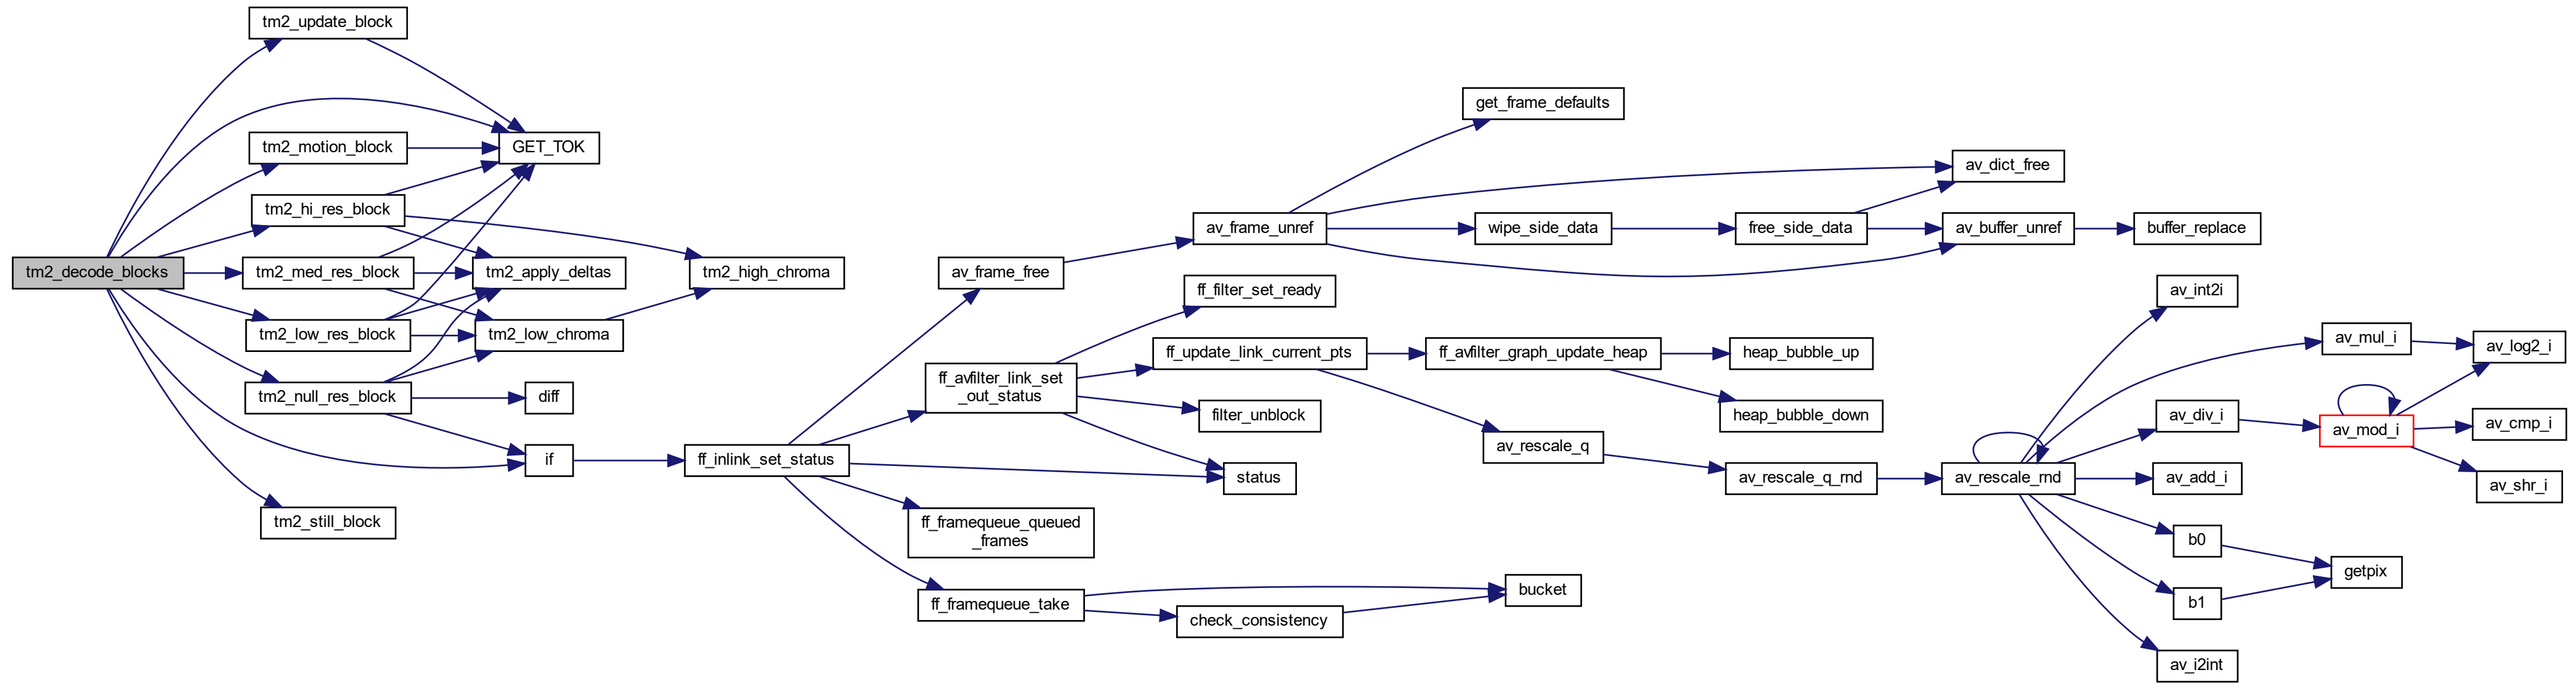 tm2_decode_blocks
tm2_update_block
tm2_motion_block
tm2_hi_res_block
tm2_med_res_block
tm2_low_res_block
tm2_null_res_block
tm2_still_block
GET_TOK
tm2_apply_deltas
tm2_low_chroma
diff
if
tm2_high_chroma
ff_inlink_set_status
av_frame_free
ff_avfilter_link_set
_out_status
ff_framequeue_queued
_frames
ff_framequeue_take
av_frame_unref
ff_filter_set_ready
ff_update_link_current_pts
filter_unblock
status
check_consistency
get_frame_defaults
wipe_side_data
ff_avfilter_graph_update_heap
av_rescale_q
bucket
free_side_data
heap_bubble_up
heap_bubble_down
av_rescale_q_rnd
av_dict_free
av_buffer_unref
av_rescale_rnd
buffer_replace
av_int2i
av_div_i
av_add_i
b0
b1
av_i2int
av_mul_i
av_mod_i
getpix
av_log2_i
av_cmp_i
av_shr_i